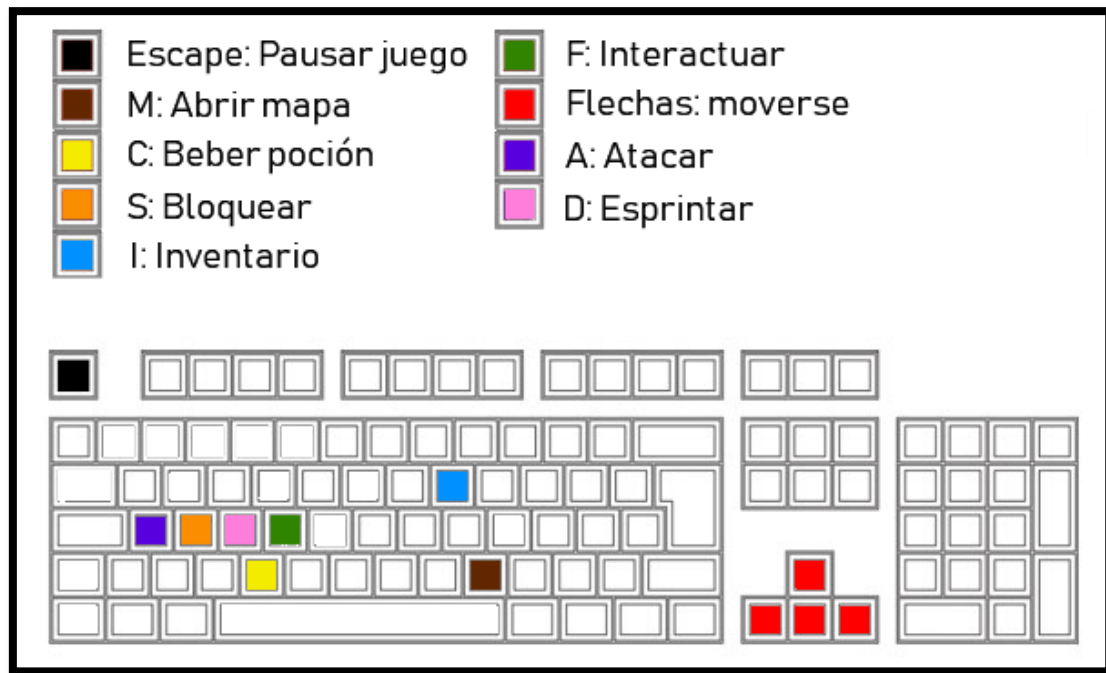 Escape: Pausar juego
M: Abrir mapa
C: Beber poción
S: Bloquear
I: Inventario
F: Interactuar
Flechas: moverse
A: Atacar
D: Esprintar